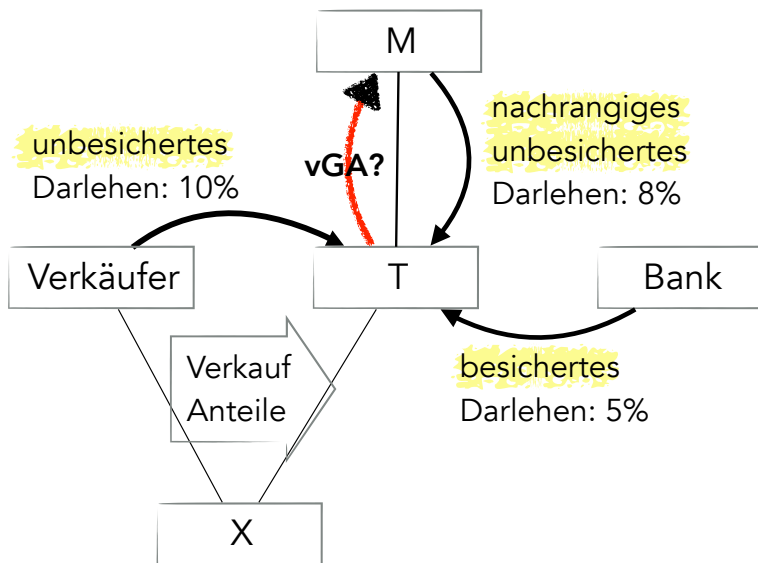 M
nachrangiges
unbesichertes
Darlehen: 8%
unbesichertes
Darlehen: 10%
vGA?
Verkäufer
T
Bank
Verkauf
Anteile
besichertes
Darlehen: 5%
X